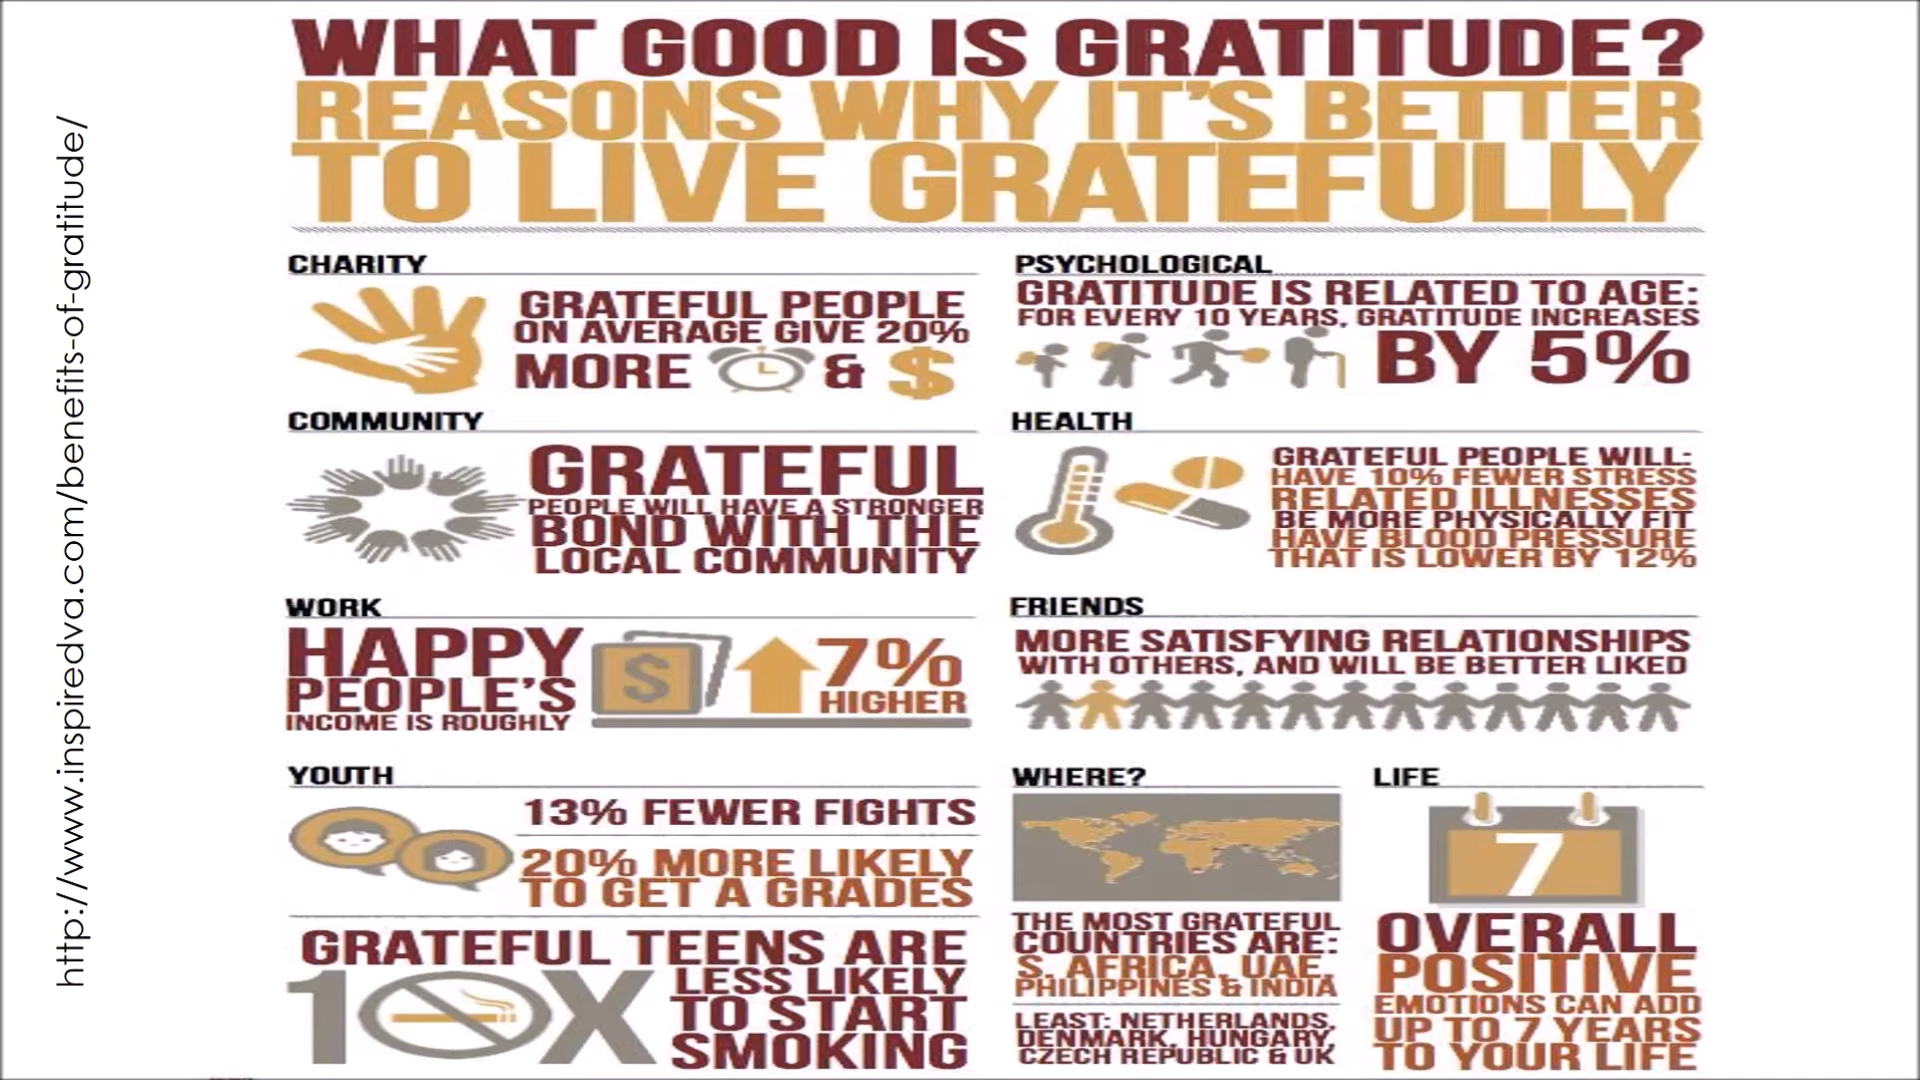 WHAT GOOD IS GRATITUDE?
REASONS WHY IT'S BETTER
TO LIVE GRATEFULLY
http://www.inspiredva.com/benefits-of-gratitude/
CHARITY
GRATEFUL PEOPLE
ON AVERAGE GIVE 20%
MORE & $
PSYCHOLOGICAL
GRATITUDE IS RELATED TO AGE:
FOR EVERY 10 YEARS, GRATITUDE INCREASES
BY 5%
COMMUNITY
GRATEFUL
PEOPLE WILL HAVE A STRONGER
BOND WITH THE
LOCAL COMMUNITY
HEALTH
GRATEFUL PEOPLE WILL:
HAVE 10% FEWER STRESS
RELATED ILLNESSES
BE MORE PHYSICALLY FIT
HAVE BLOOD PRESSURE
THAT IS LOWER BY 12%
WORK
HAPPY
PEOPLE'S
INCOME IS ROUGHLY
$
7%
HIGHER
FRIENDS
MORE SATISFYING RELATIONSHIPS
WITH OTHERS, AND WILL BE BETTER LIKED
YOUTH
13% FEWER FIGHTS
20% MORE LIKELY
TO GET A GRADES
GRATEFUL TEENS ARE
10X
LESS LIKELY
TO START
SMOKING
WHERE?
THE MOST GRATEFUL
COUNTRIES ARE:
S. AFRICA, UAE,
PHILIPPINES & INDIA
LEAST: NETHERLANDS,
DENMARK, HUNGARY,
CZECH REPUBLIC & UK
LIFE
7
OVERALL
POSITIVE
EMOTIONS CAN ADD
UP TO 7 YEARS
TO YOUR LIFE